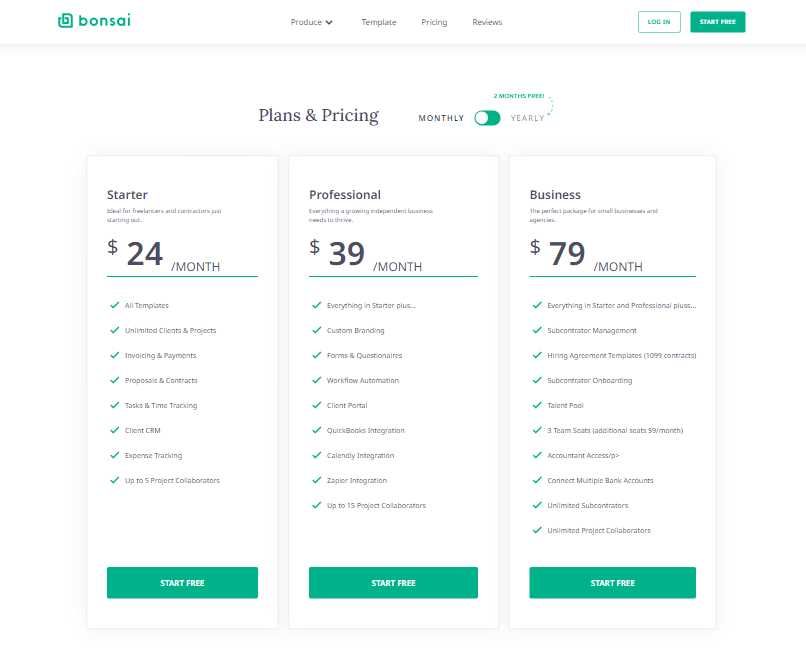 bonsai
Produce
Template
Pricing
Reviews
LOG IN
START FREE
Plans & Pricing
MONTHLY
2 MONTHS FREE!
YEARLY
Starter
Ideal for freelancers and contractors just
starting out.
$ 24 /MONTH
All Templates
Unlimited Clients & Projects
Invoicing & Payments
Proposals & Contracts
Tasks & Time Tracking
Client CRM
Expense Tracking
Up to 5 Project Collaborators
START FREE
Professional
Everything a growing independent business
needs to thrive.
$ 39 /MONTH
Everything in Starter plus...
Custom Branding
Forms & Questionaires
Workflow Automation
Client Portal
QuickBooks Integration
Calendly Integration
Zapier Integration
Up to 15 Project Collaborators
START FREE
Business
The perfect package for small businesses and
agencies.
$ 79 /MONTH
Everything in Starter and Professional pluss...
Subcontrator Management
Hiring Agreement Templates (1099 contracts)
Subcontrator Onboarding
Talent Pool
3 Team Seats (additional seats $9/month)
Accountant Access/p>
Connect Multiple Bank Accounts
Unlimited Subcontrators
Unlimited Project Collaborators
START FREE